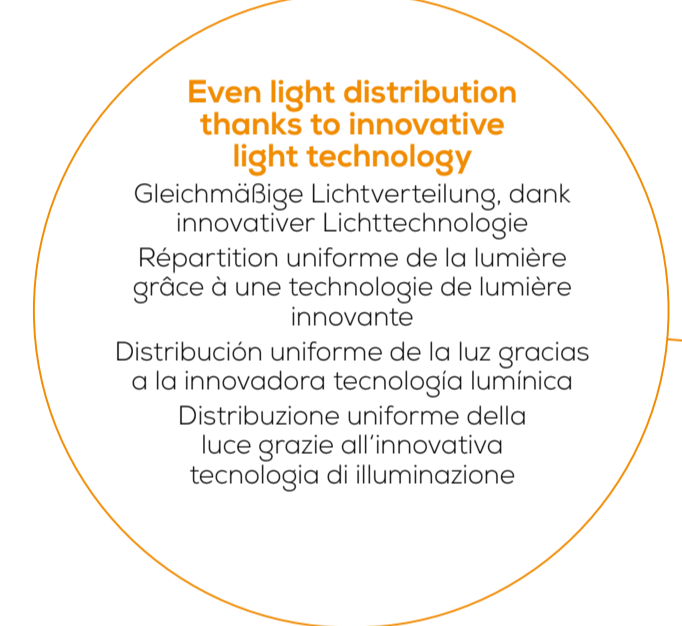 Even light distribution
thanks to innovative
light technology
Gleichmäßige Lichtverteilung, dank
innovativer Lichttechnologie
Répartition uniforme de la lumière
grâce à une technologie de lumière
innovante
Distribución uniforme de la luz gracias
a la innovadora tecnología lumínica
Distribuzione uniforme della
luce grazie all’innovativa
tecnologia di illuminazione